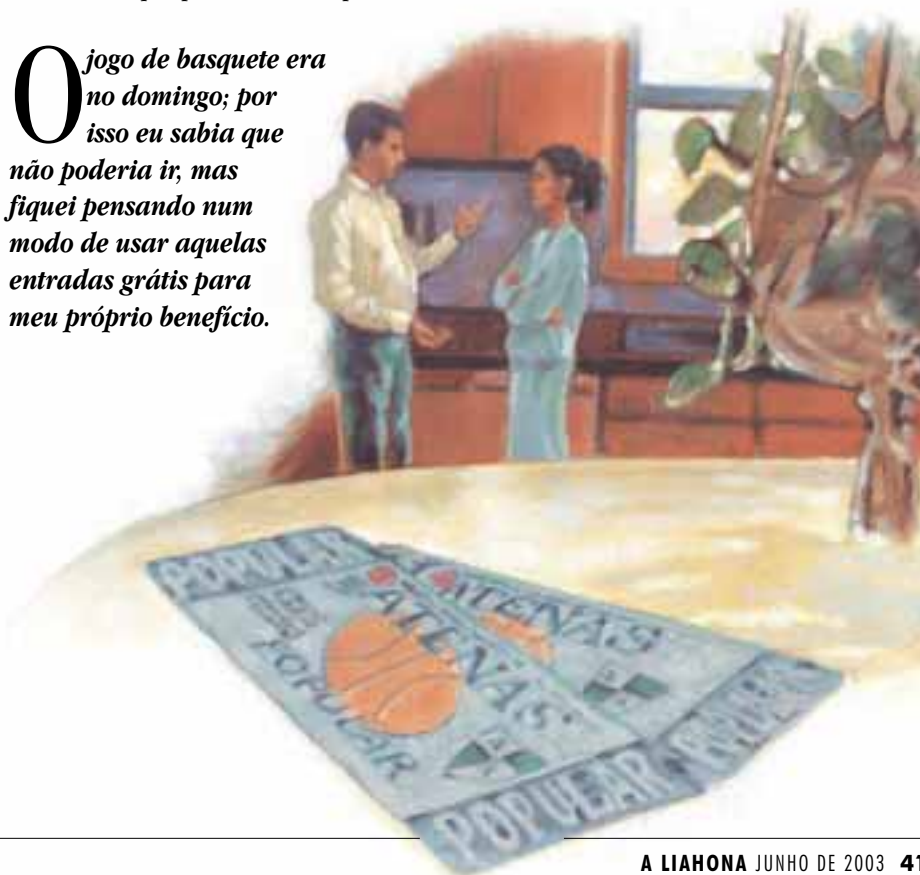 O jogo de basquete era
no domingo; por
isso eu sabia que
não poderia ir, mas
fiquei pensando num
modo de usar aquelas
entradas grátis para
meu próprio benefício.
POPULAR
ATENAS
ATENAS
POPULAR
POPULAR
POPULAR
A LIAHONA JUNHO DE 2003 41